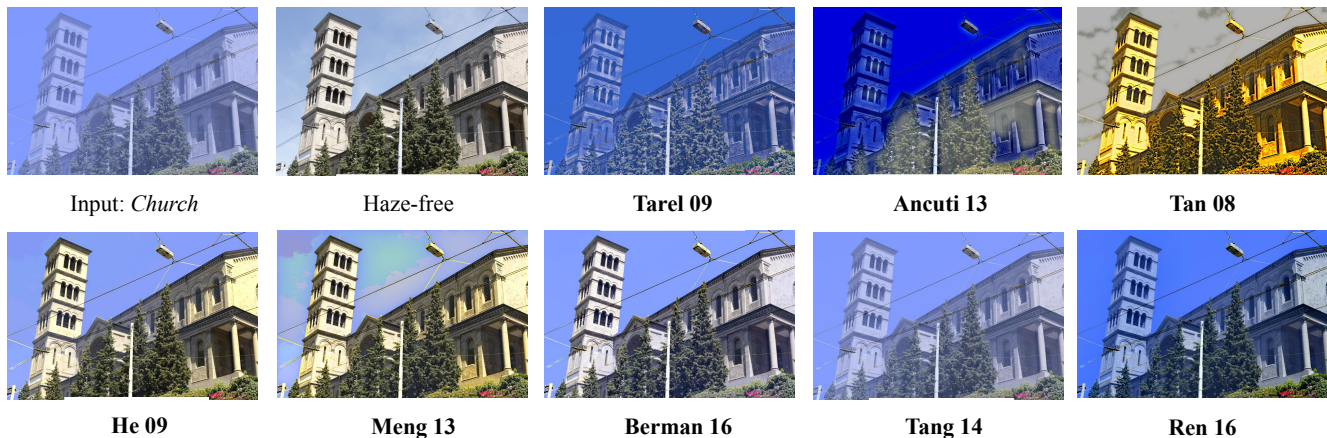 Input: Church
Haze-free
Tarel 09
Ancuti 13
Tan 08
He 09
Meng 13
Berman 16
Tang 14
Ren 16